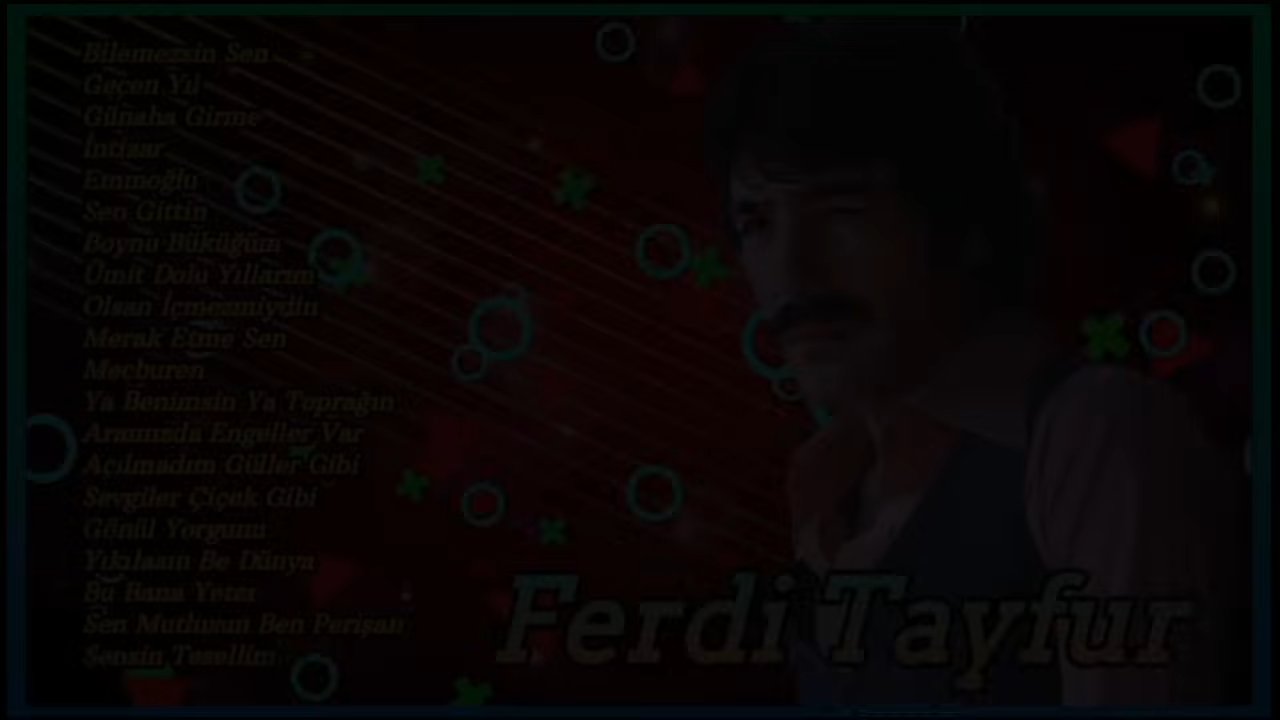 Bilemezsin Sen
Geçen Yıl
Günaha Girme
İntizar
Emmoğlu
Sen Gittin
Boynu Büküğüm
Ümit Dolu Yıllarım
Olsan İçmezmiydin
Merak Etme Sen
Mecburen
Ya Benimsin Ya Toprağın
Aramızda Engeller Var
Açılmadım Güller Gibi
Sevgiler Çiçek Gibi
Gönül Yorgunu
Yıkılasın Be Dünya
Bu Bana Yeter
Sen Mutlusun Ben Perişan
Sensin Tesellim
Ferdi Tayfur